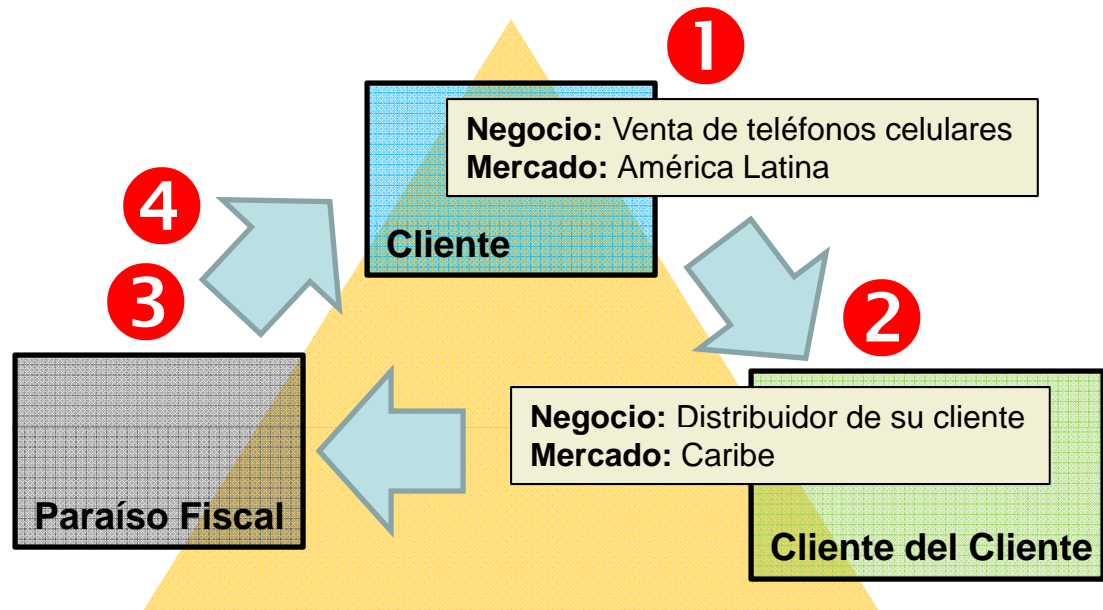 1
Negocio: Venta de teléfonos celulares
Mercado: América Latina
4
Cliente
3
2
Negocio: Distribuidor de su cliente
Mercado: Caribe
Paraíso Fiscal
Cliente del Cliente